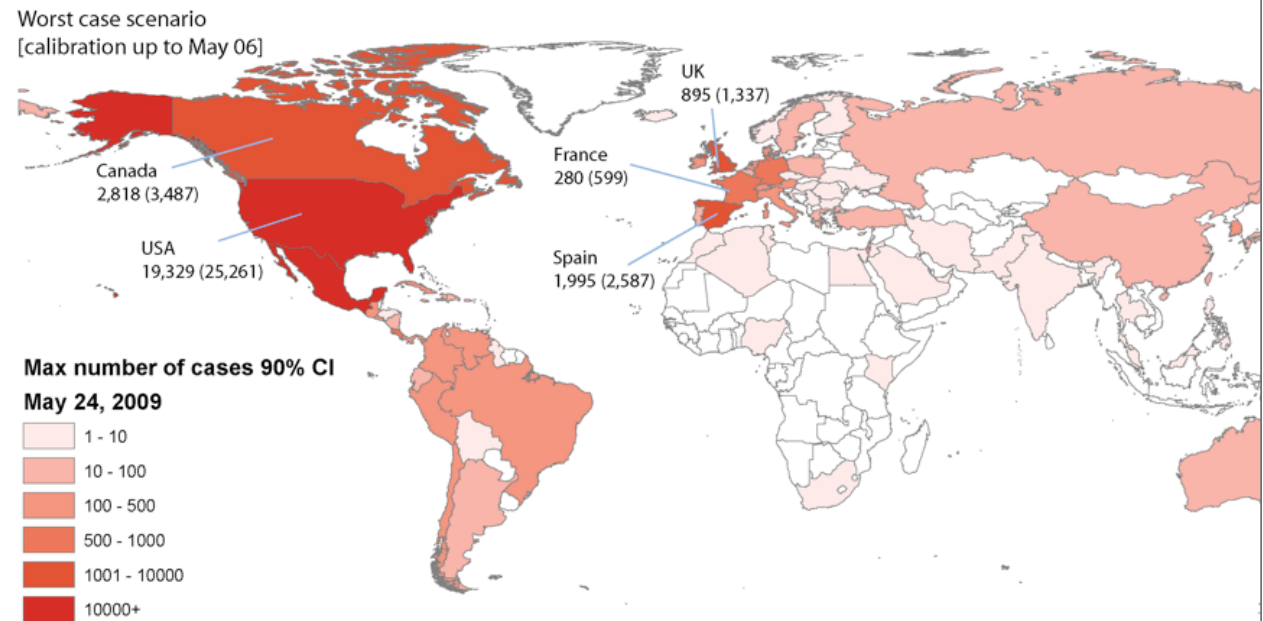 Worst case scenario
[calibration up to May 06]
UK
895 (1,337)
France
280 (599)
Canada
2,818 (3,487)
USA
19,329 (25,261)
Spain
1,995 (2,587)
Max number of cases 90% CI
May 24, 2009
1 - 10
10 - 100
100 - 500
500 - 1000
1001 - 10000
10000+